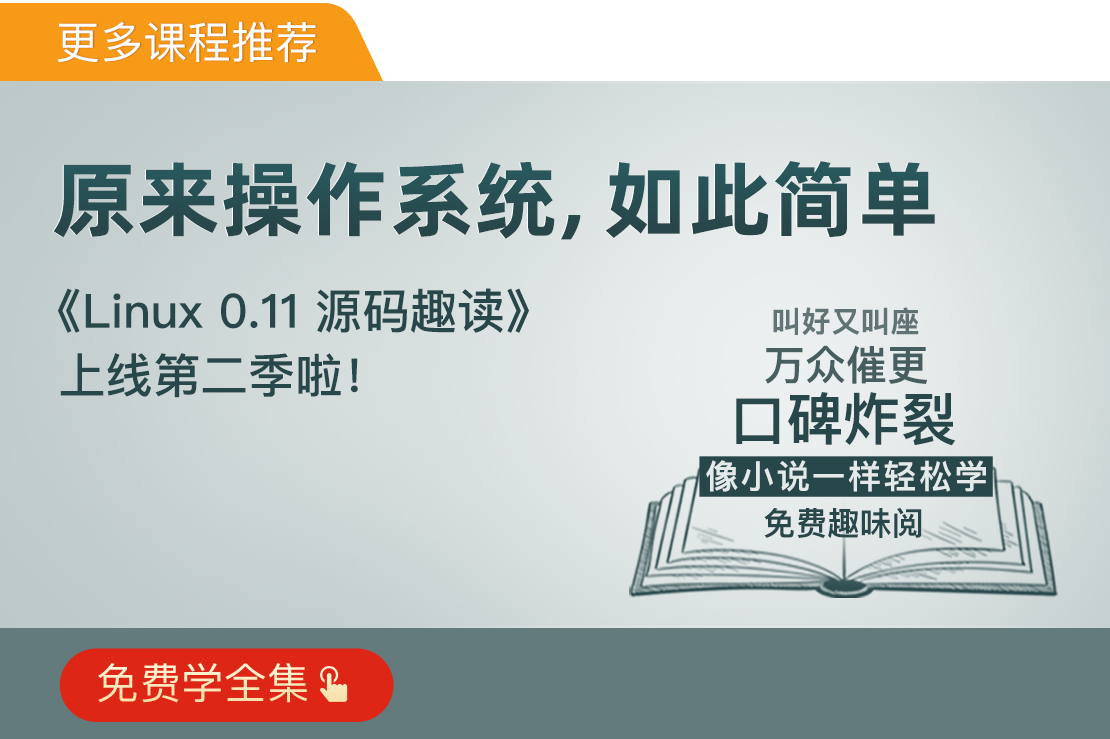 更多课程推荐
原来操作系统, 如此简单
《Linux 0.11 源码趣读》
上线第二季啦!
叫好又叫座
万众催更
口碑炸裂
像小说一样轻松学
免费趣味阅
免费学全集